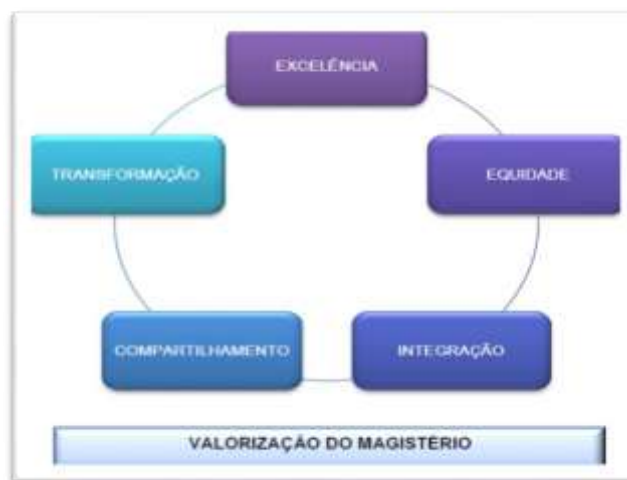 EXCELÊNCIA
TRANSFORMAÇÃO
EQUIDADE
COMPARTILHAMENTO
INTEGRAÇÃO
VALORIZAÇÃO DO MAGISTÉRIO